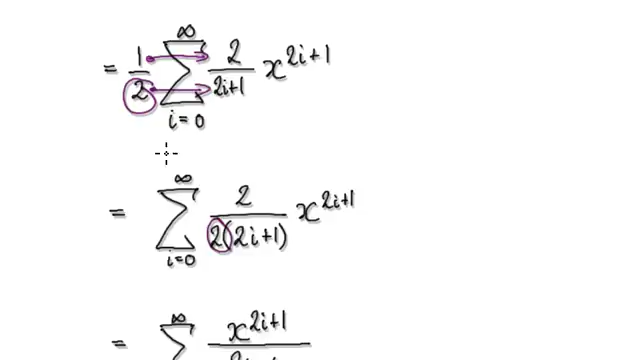 = 1/2 ∞∑i=0 2/(2i+1) x^{2i+1}
= ∞∑i=0 2/(2(2i+1)) x^{2i+1}
= ∞∑ x^{2i+1}